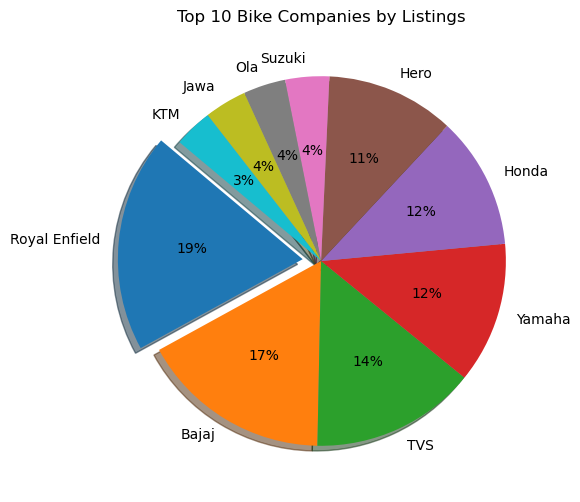 Top 10 Bike Companies by Listings
Suzuki
Ola
Hero
Jawa
KTM
4%
4%
4%
11%
3%
Honda
12%
Royal Enfield
19%
12%
Yamaha
17%
14%
Bajaj
TVS